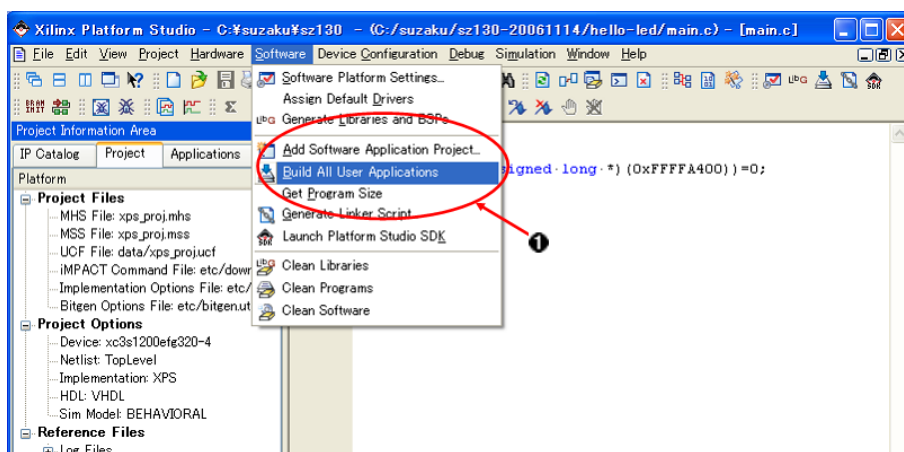 Xilinx Platform Studio - C:¥suzaku¥sz130 - (C:/suzaku/sz130-20061114/hello-led/main.c) - [main.c]
File Edit View Project Hardware Software Device Configuration Debug Simulation Window Help
Project Information Area
IP Catalog Project Applications
Platform
Project Files
MHS File: xps_proj.mhs
MSS File: xps_proj.mss
UCF File: data/xps_proj.ucf
iMPACT Command File: etc/down
Implementation Options File: etc/
Bitgen Options File: etc/bitgen.ut
Project Options
Device: xc3s1200efg320-4
Netlist: TopLevel
Implementation: XPS
HDL: VHDL
Sim Model: BEHAVIORAL
Reference Files
Log Files
Software Platform Settings...
Assign Default Drivers
Generate Libraries and BSPs
Add Software Application Project...
Build All User Applications
Get Program Size
Generate Linker Script
Launch Platform Studio SDK
Clean Libraries
Clean Programs
Clean Software
signed long *)(0xFFFFA400))=0;
1